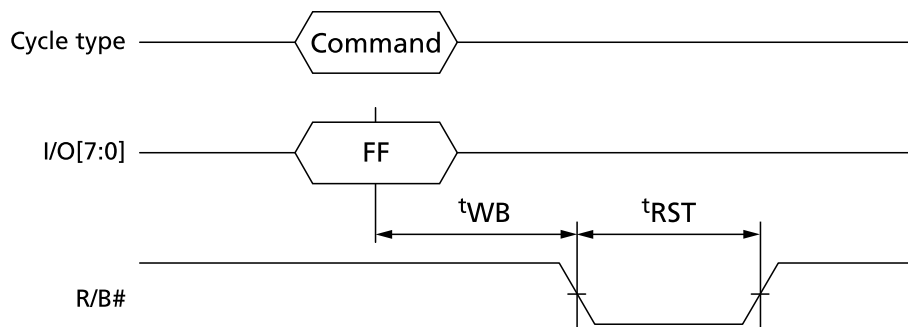 Cycle type Command
I/O[7:0] FF
tWB tRST
R/B#